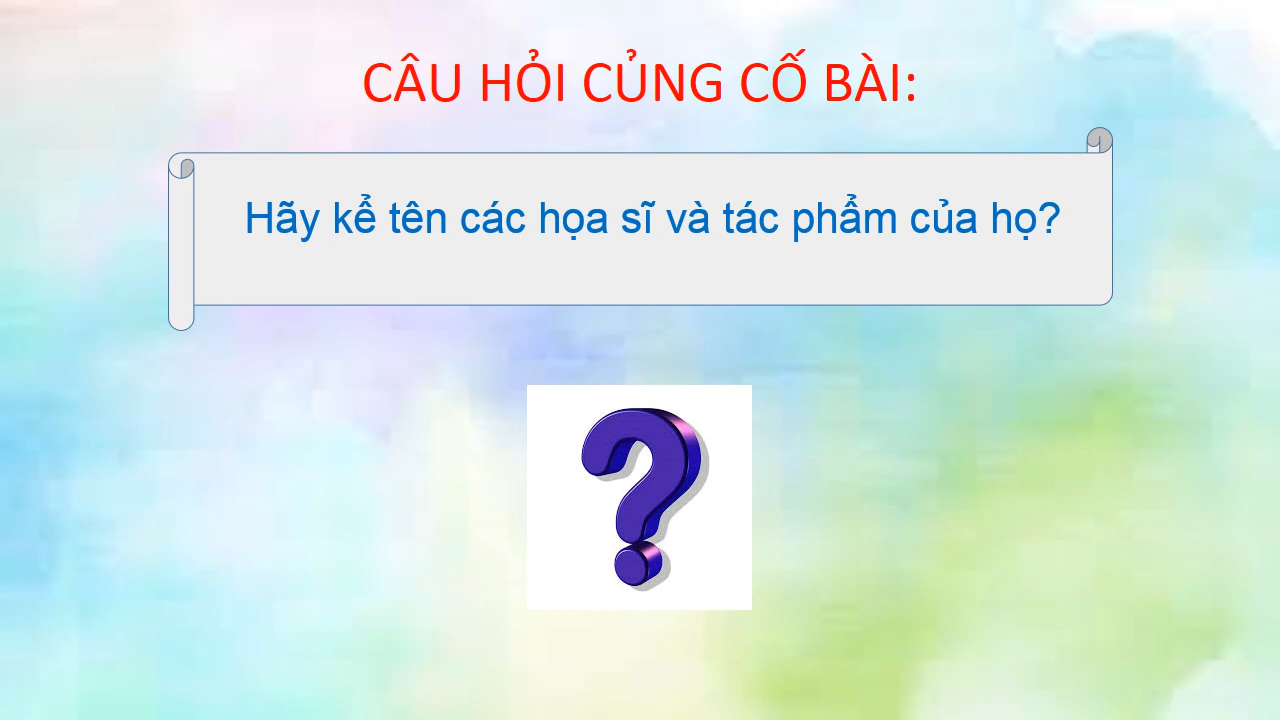 CÂU HỎI CỦNG CỐ BÀI:
Hãy kể tên các họa sĩ và tác phẩm của họ?